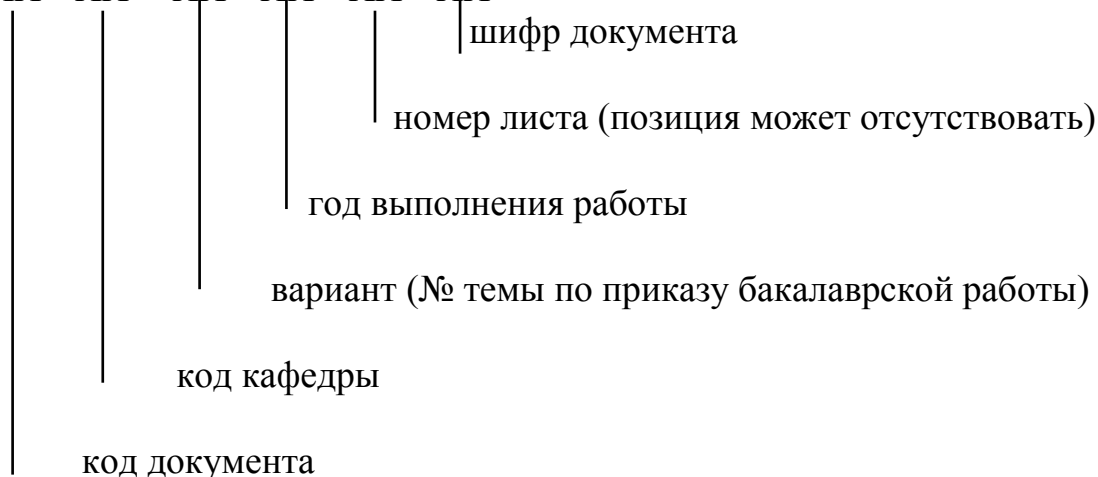 шифр документа
номер листа (позиция может отсутствовать)
год выполнения работы
вариант (№ темы по приказу бакалаврской работы)
код кафедры
код документа